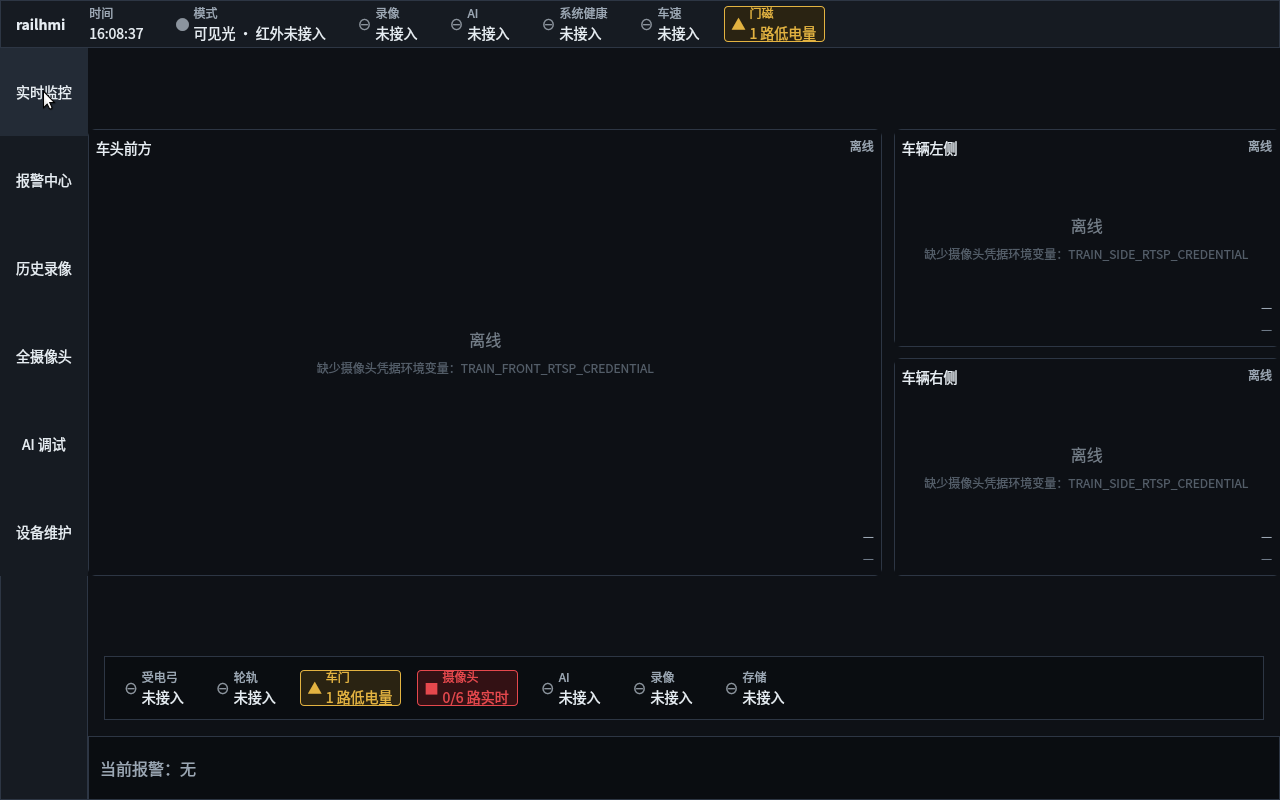 railhmi
时间
16:08:37
模式
可见光 · 红外未接入
录像
未接入
AI
未接入
系统健康
未接入
车速
未接入
门磁
1 路低电量
实时监控
报警中心
历史录像
全摄像头
AI 调试
设备维护
车头前方
离线
离线
缺少摄像头凭据环境变量：TRAIN_FRONT_RTSP_CREDENTIAL
—
—
车辆左侧
离线
离线
缺少摄像头凭据环境变量：TRAIN_SIDE_RTSP_CREDENTIAL
—
—
车辆右侧
离线
离线
缺少摄像头凭据环境变量：TRAIN_SIDE_RTSP_CREDENTIAL
—
—
受电弓
未接入
轮轨
未接入
车门
1 路低电量
摄像头
0/6 路实时
AI
未接入
录像
未接入
存储
未接入
当前报警：无